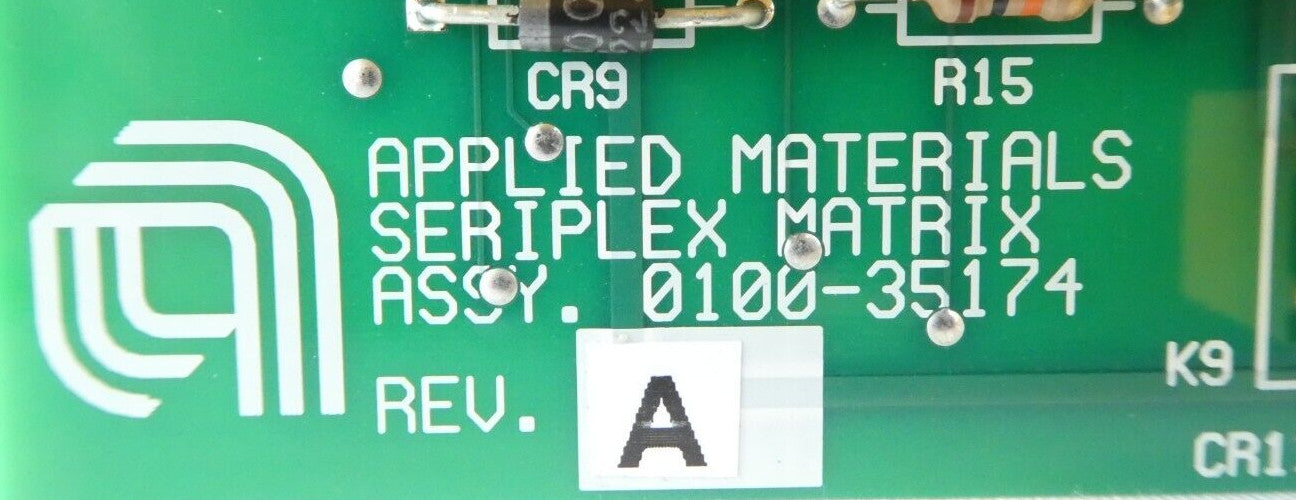 CR9
R15
APPLIED MATERIALS
SERIPLEX MATRIX
ASSY. 0100-35174
REV. A
K9